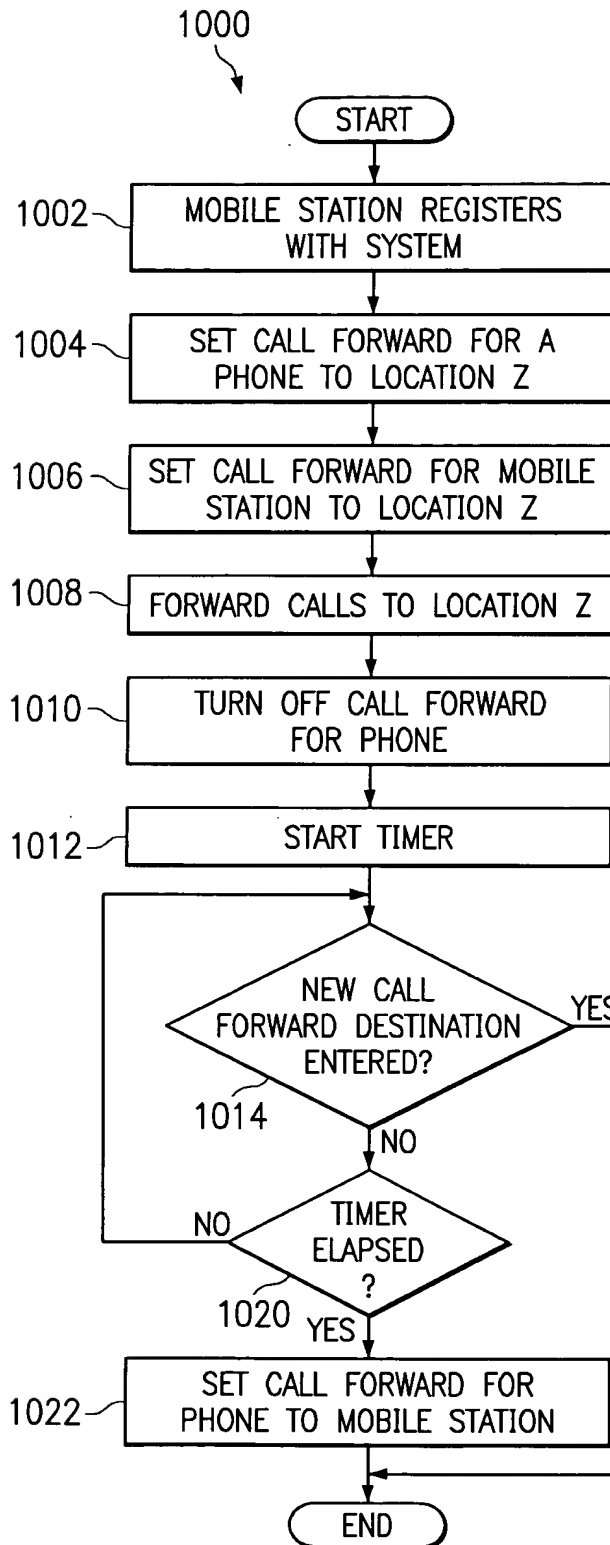 1000
START
1002
MOBILE STATION REGISTERS
WITH SYSTEM
1004
SET CALL FORWARD FOR A
PHONE TO LOCATION Z
1006
SET CALL FORWARD FOR MOBILE
STATION TO LOCATION Z
1008
FORWARD CALLS TO LOCATION Z
1010
TURN OFF CALL FORWARD
FOR PHONE
1012
START TIMER
NEW CALL
FORWARD DESTINATION
ENTERED?
YES
1014
NO
NO
TIMER
ELAPSED
?
1020
YES
1022
SET CALL FORWARD FOR
PHONE TO MOBILE STATION
END